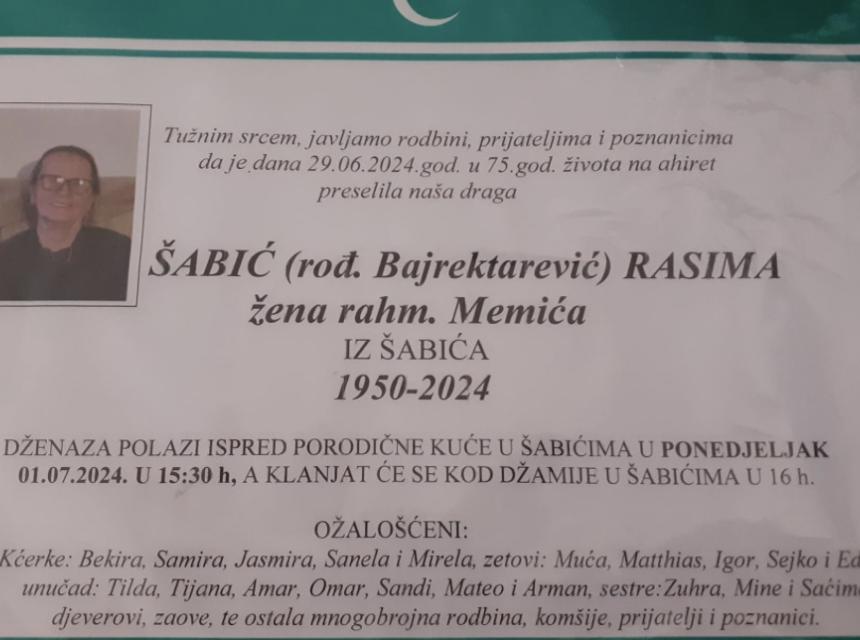 Tužnim srcem, javljamo rodbini, prijateljima i poznanicima
da je dana 29.06.2024.god. u 75.god. života na ahiret
preselila naša draga
ŠABIĆ (rođ. Bajrektarević) RASIMA
žena rahm. Memića
IZ ŠABIĆA
1950-2024
DŽENAZA POLAZI ISPRED PORODIČNE KUĆE U ŠABIĆIMA U PONEDJELJAK
01.07.2024. U 15:30 h, A KLANJAT ĆE SE KOD DŽAMIJE U ŠABIĆIMA U 16 h.
OŽALOŠĆENI:
Kćerke: Bekira, Samira, Jasmira, Sanela i Mirela, zetovi: Muća, Matthias, Igor, Sejko i
unučad: Tilda, Tijana, Amar, Omar, Sandi, Mateo i Arman, sestre:Zuhra, Mine i
djeverovi, zaove, te ostala mnogobrojna rodbina, komšije, prijatelji i poznanici.